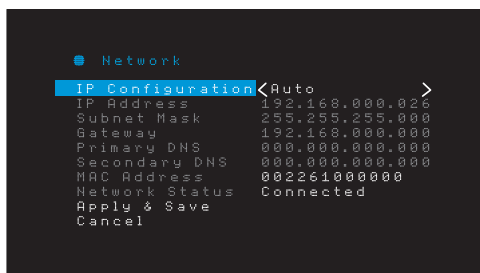 Network
IP Configuration Auto
IP Address 192.168.000.026
Subnet Mask 255.255.255.000
Gateway 192.168.000.000
Primary DNS 000.000.000.000
Secondary DNS 000.000.000.000
MAC Address 002261000000
Network Status Connected
Apply & Save
Cancel